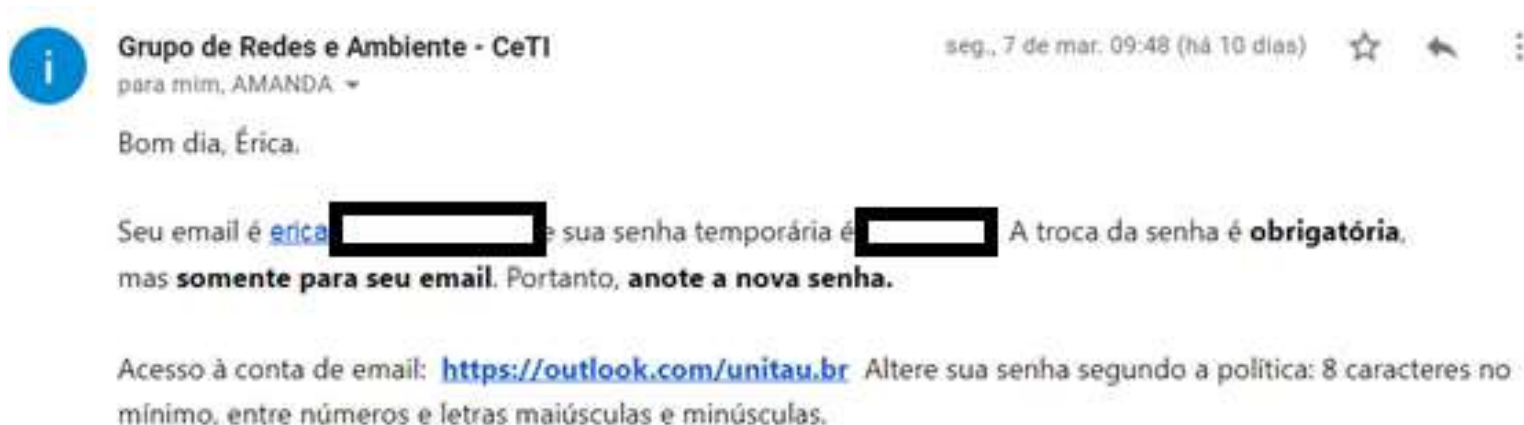 i
Grupo de Redes e Ambiente - CeTI
seg., 7 de mar. 09:48 (há 10 dias)
para mim, AMANDA
Bom dia, Érica.
Seu email é erica e sua senha temporária é A troca da senha é obrigatória,
mas somente para seu email. Portanto, anote a nova senha.
Acesso à conta de email: https://outlook.com/unitau.br Altere sua senha segundo a política: 8 caracteres no
mínimo, entre números e letras maiúsculas e minúsculas.